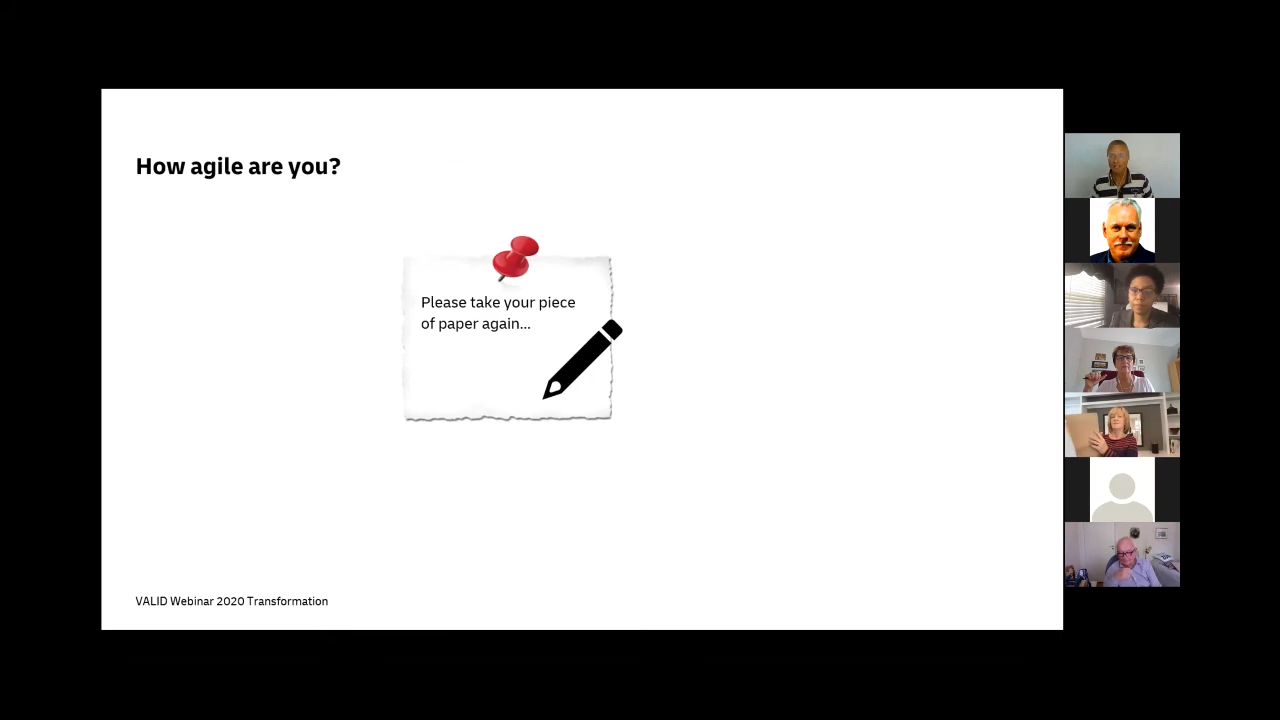 How agile are you?
Please take your piece
of paper again...
VALID Webinar 2020 Transformation